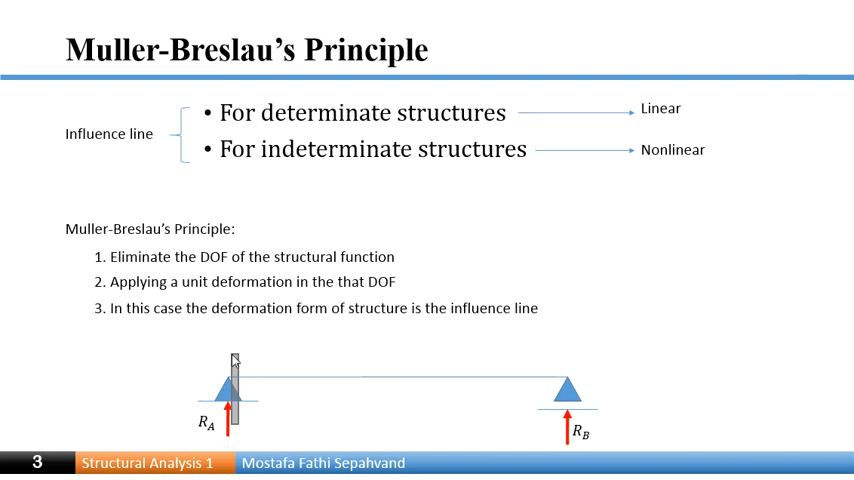 Muller-Breslau’s Principle
Influence line
• For determinate structures
Linear
• For indeterminate structures
Nonlinear
Muller-Breslau’s Principle:
1. Eliminate the DOF of the structural function
2. Applying a unit deformation in the that DOF
3. In this case the deformation form of structure is the influence line
R_A
R_B
3
Structural Analysis 1
Mostafa Fathi Sepahvand